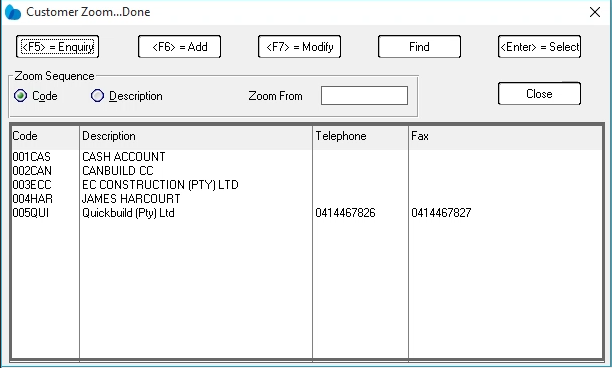 Customer Zoom...Done
<F5> = Enquiry <F6> = Add <F7> = Modify Find <Enter> = Select
Zoom Sequence
Code Description Zoom From Close
Code Description Telephone Fax
001CAS CASH ACCOUNT
002CAN CANBUILD CC
003ECC EC CONSTRUCTION (PTY) LTD
004HAR JAMES HARCOURT
005QUI Quickbuild (Pty) Ltd 0414467826 0414467827